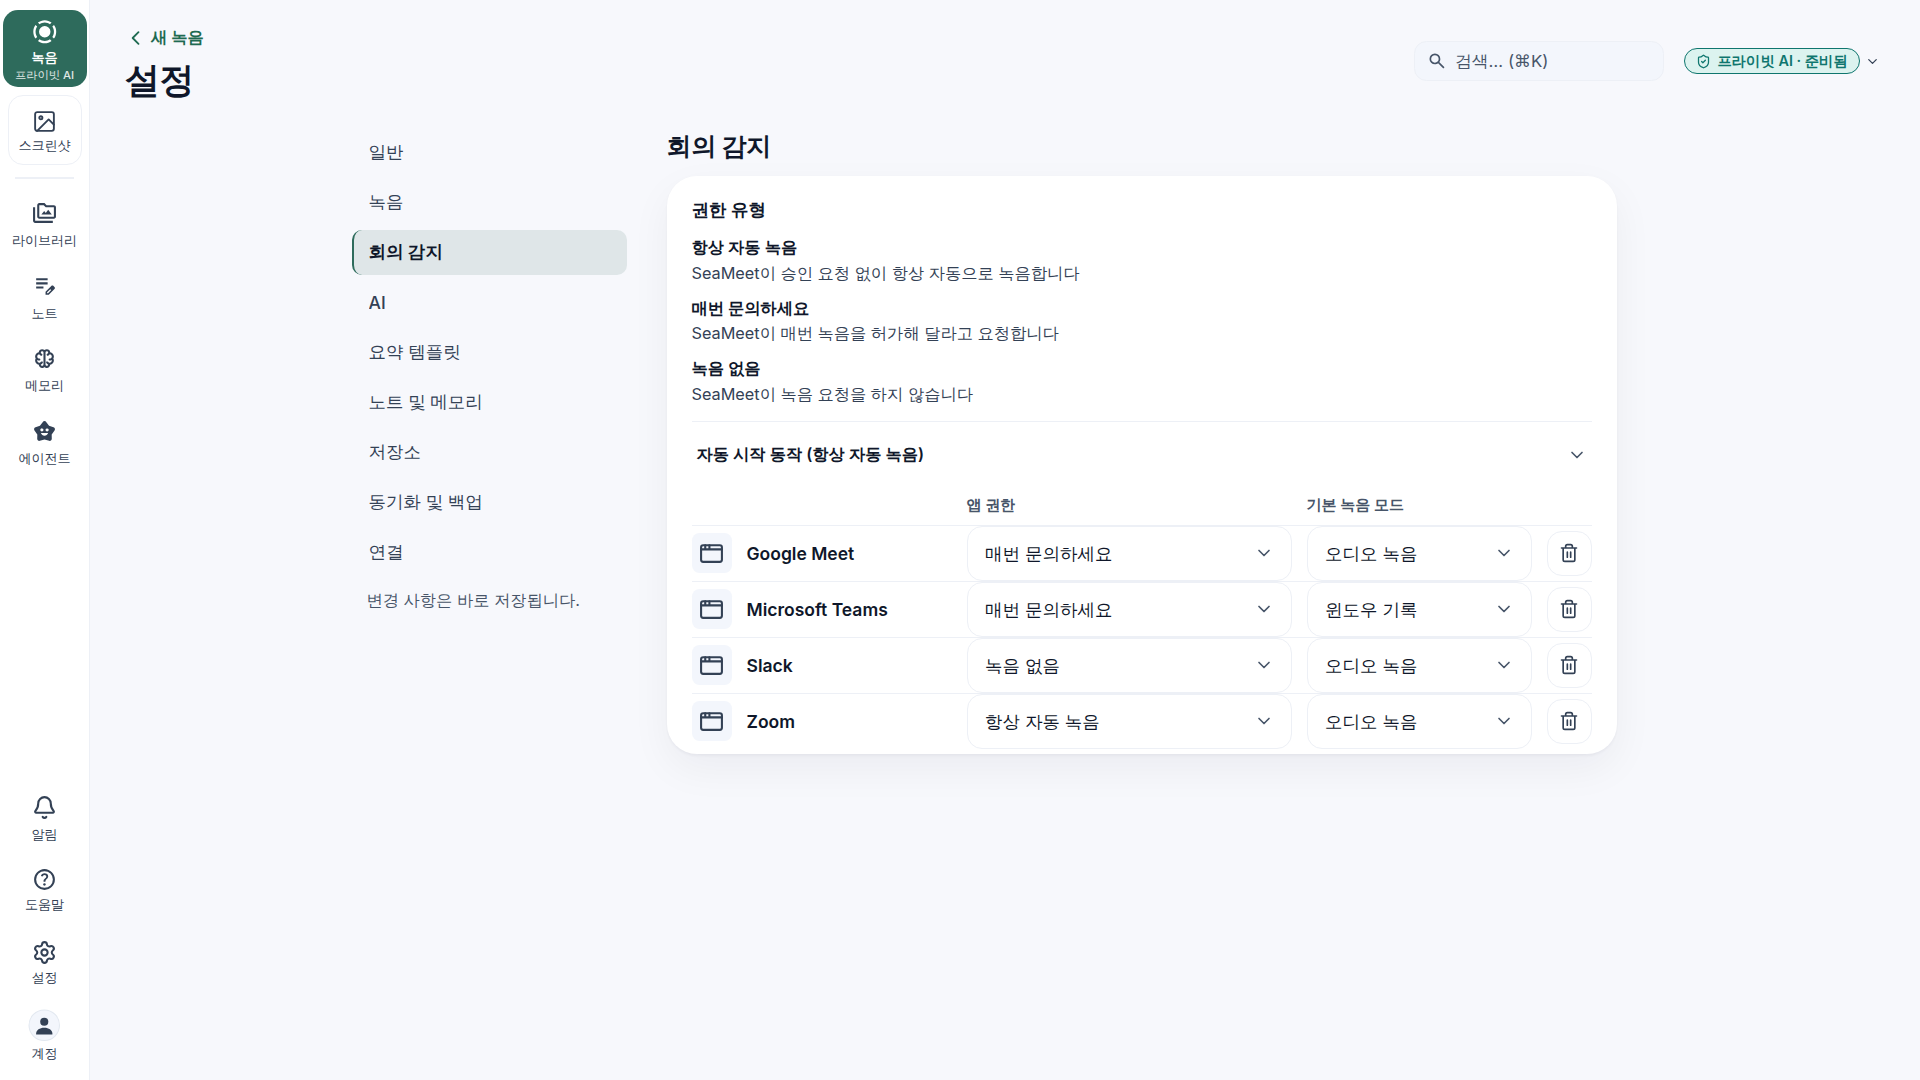 녹음
프라이빗 AI
스크린샷
라이브러리
노트
메모리
에이전트
알림
도움말
설정
계정
새 녹음
설정
검색... (⌘K)
프라이빗 AI · 준비됨
일반
녹음
회의 감지
AI
요약 템플릿
노트 및 메모리
저장소
동기화 및 백업
연결
변경 사항은 바로 저장됩니다.
회의 감지
권한 유형
항상 자동 녹음
SeaMeet이 승인 요청 없이 항상 자동으로 녹음합니다
매번 문의하세요
SeaMeet이 매번 녹음을 허가해 달라고 요청합니다
녹음 없음
SeaMeet이 녹음 요청을 하지 않습니다
자동 시작 동작 (항상 자동 녹음)
앱 권한 기본 녹음 모드
Google Meet 매번 문의하세요 오디오 녹음
Microsoft Teams 매번 문의하세요 윈도우 기록
Slack 녹음 없음 오디오 녹음
Zoom 항상 자동 녹음 오디오 녹음